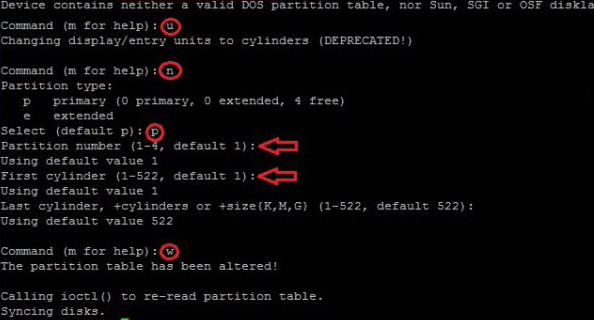 Device contains neither a valid DOS partition table, nor Sun, SGI or OSF diskla
Command (m for help): u
Changing display/entry units to cylinders (DEPRECATED!)
Command (m for help): n
Partition type:
   p   primary (0 primary, 0 extended, 4 free)
   e   extended
Select (default p): p
Partition number (1-4, default 1):
Using default value 1
First cylinder (1-522, default 1):
Using default value 1
Last cylinder, +cylinders or +size{K,M,G} (1-522, default 522):
Using default value 522
Command (m for help): w
The partition table has been altered!
Calling ioctl() to re-read partition table.
Syncing disks.